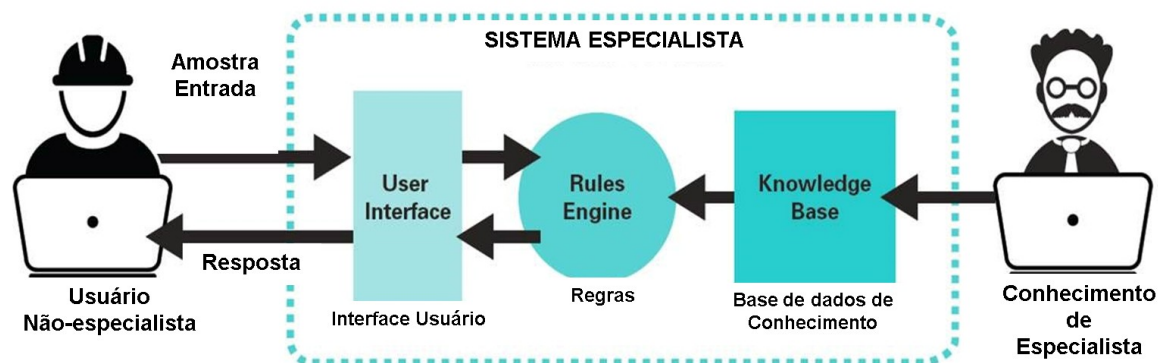 SISTEMA ESPECIALISTA
Amostra
Entrada
User
Interface
Rules
Engine
Knowledge
Base
Resposta
Usuário
Não-especialista
Interface Usuário
Regras
Base de dados de
Conhecimento
Conhecimento
de
Especialista